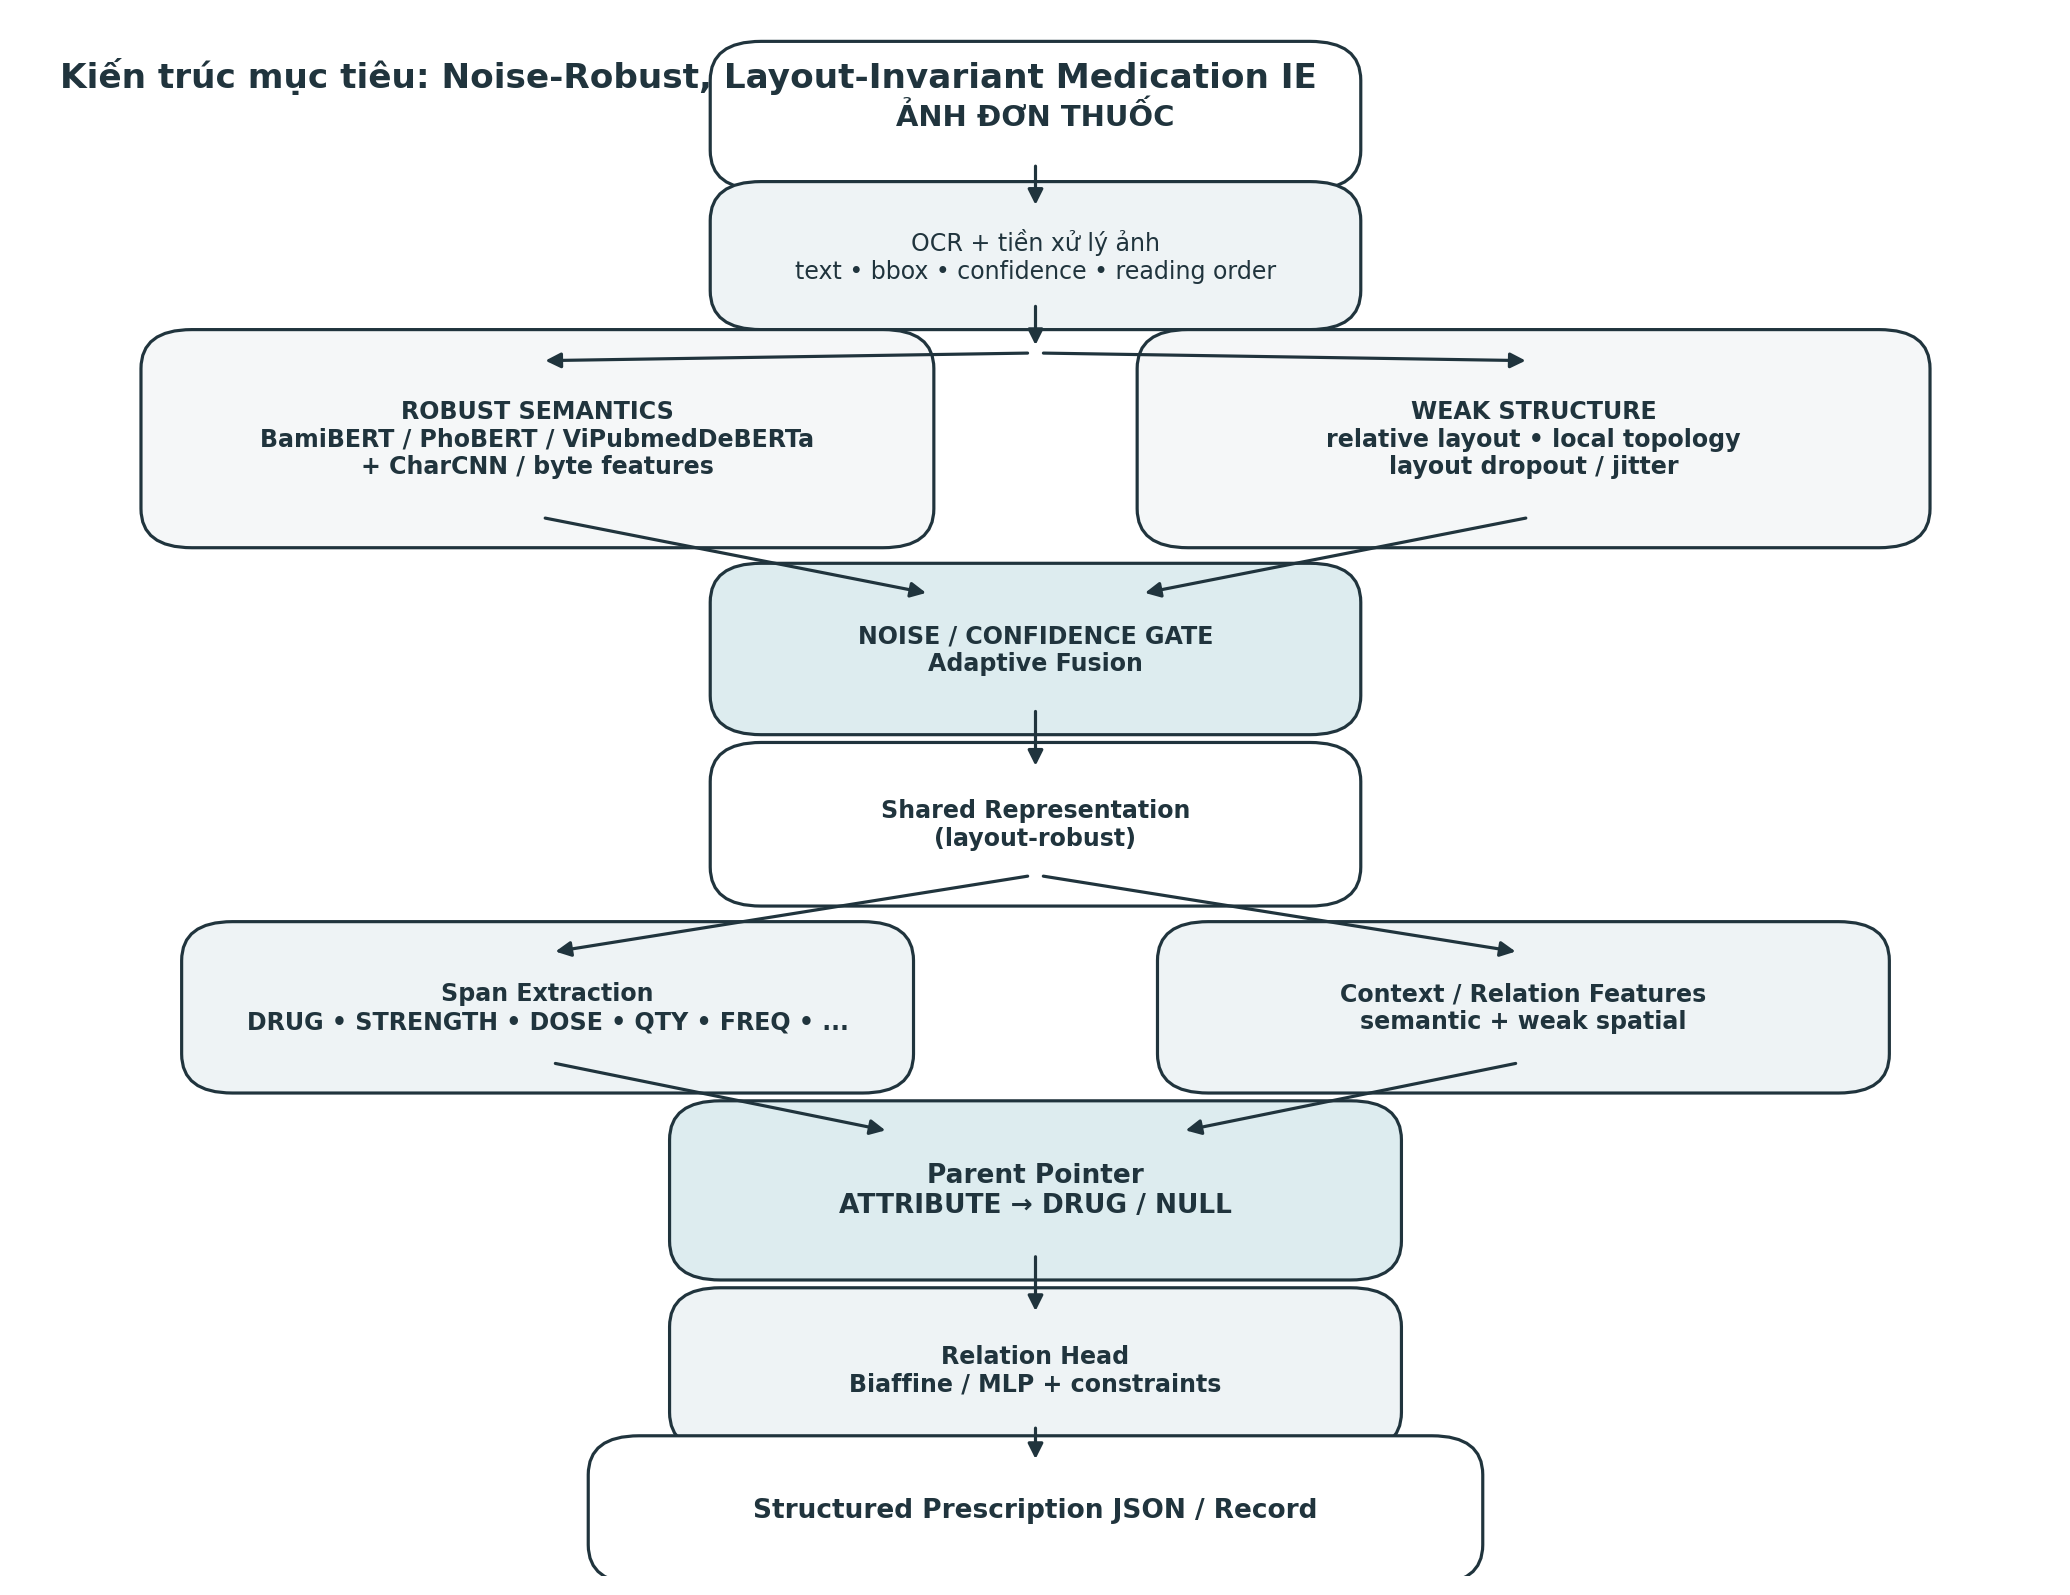 Kiến trúc mục tiêu: Noise-Robust, Layout-Invariant Medication IE
ẢNH ĐƠN THUỐC
OCR + tiền xử lý ảnh
text • bbox • confidence • reading order
ROBUST SEMANTICS
BamiBERT / PhoBERT / ViPubmedDeBERTa
+ CharCNN / byte features
WEAK STRUCTURE
relative layout • local topology
layout dropout / jitter
NOISE / CONFIDENCE GATE
Adaptive Fusion
Shared Representation
(layout-robust)
Span Extraction
DRUG • STRENGTH • DOSE • QTY • FREQ • ...
Context / Relation Features
semantic + weak spatial
Parent Pointer
ATTRIBUTE → DRUG / NULL
Relation Head
Biaffine / MLP + constraints
Structured Prescription JSON / Record